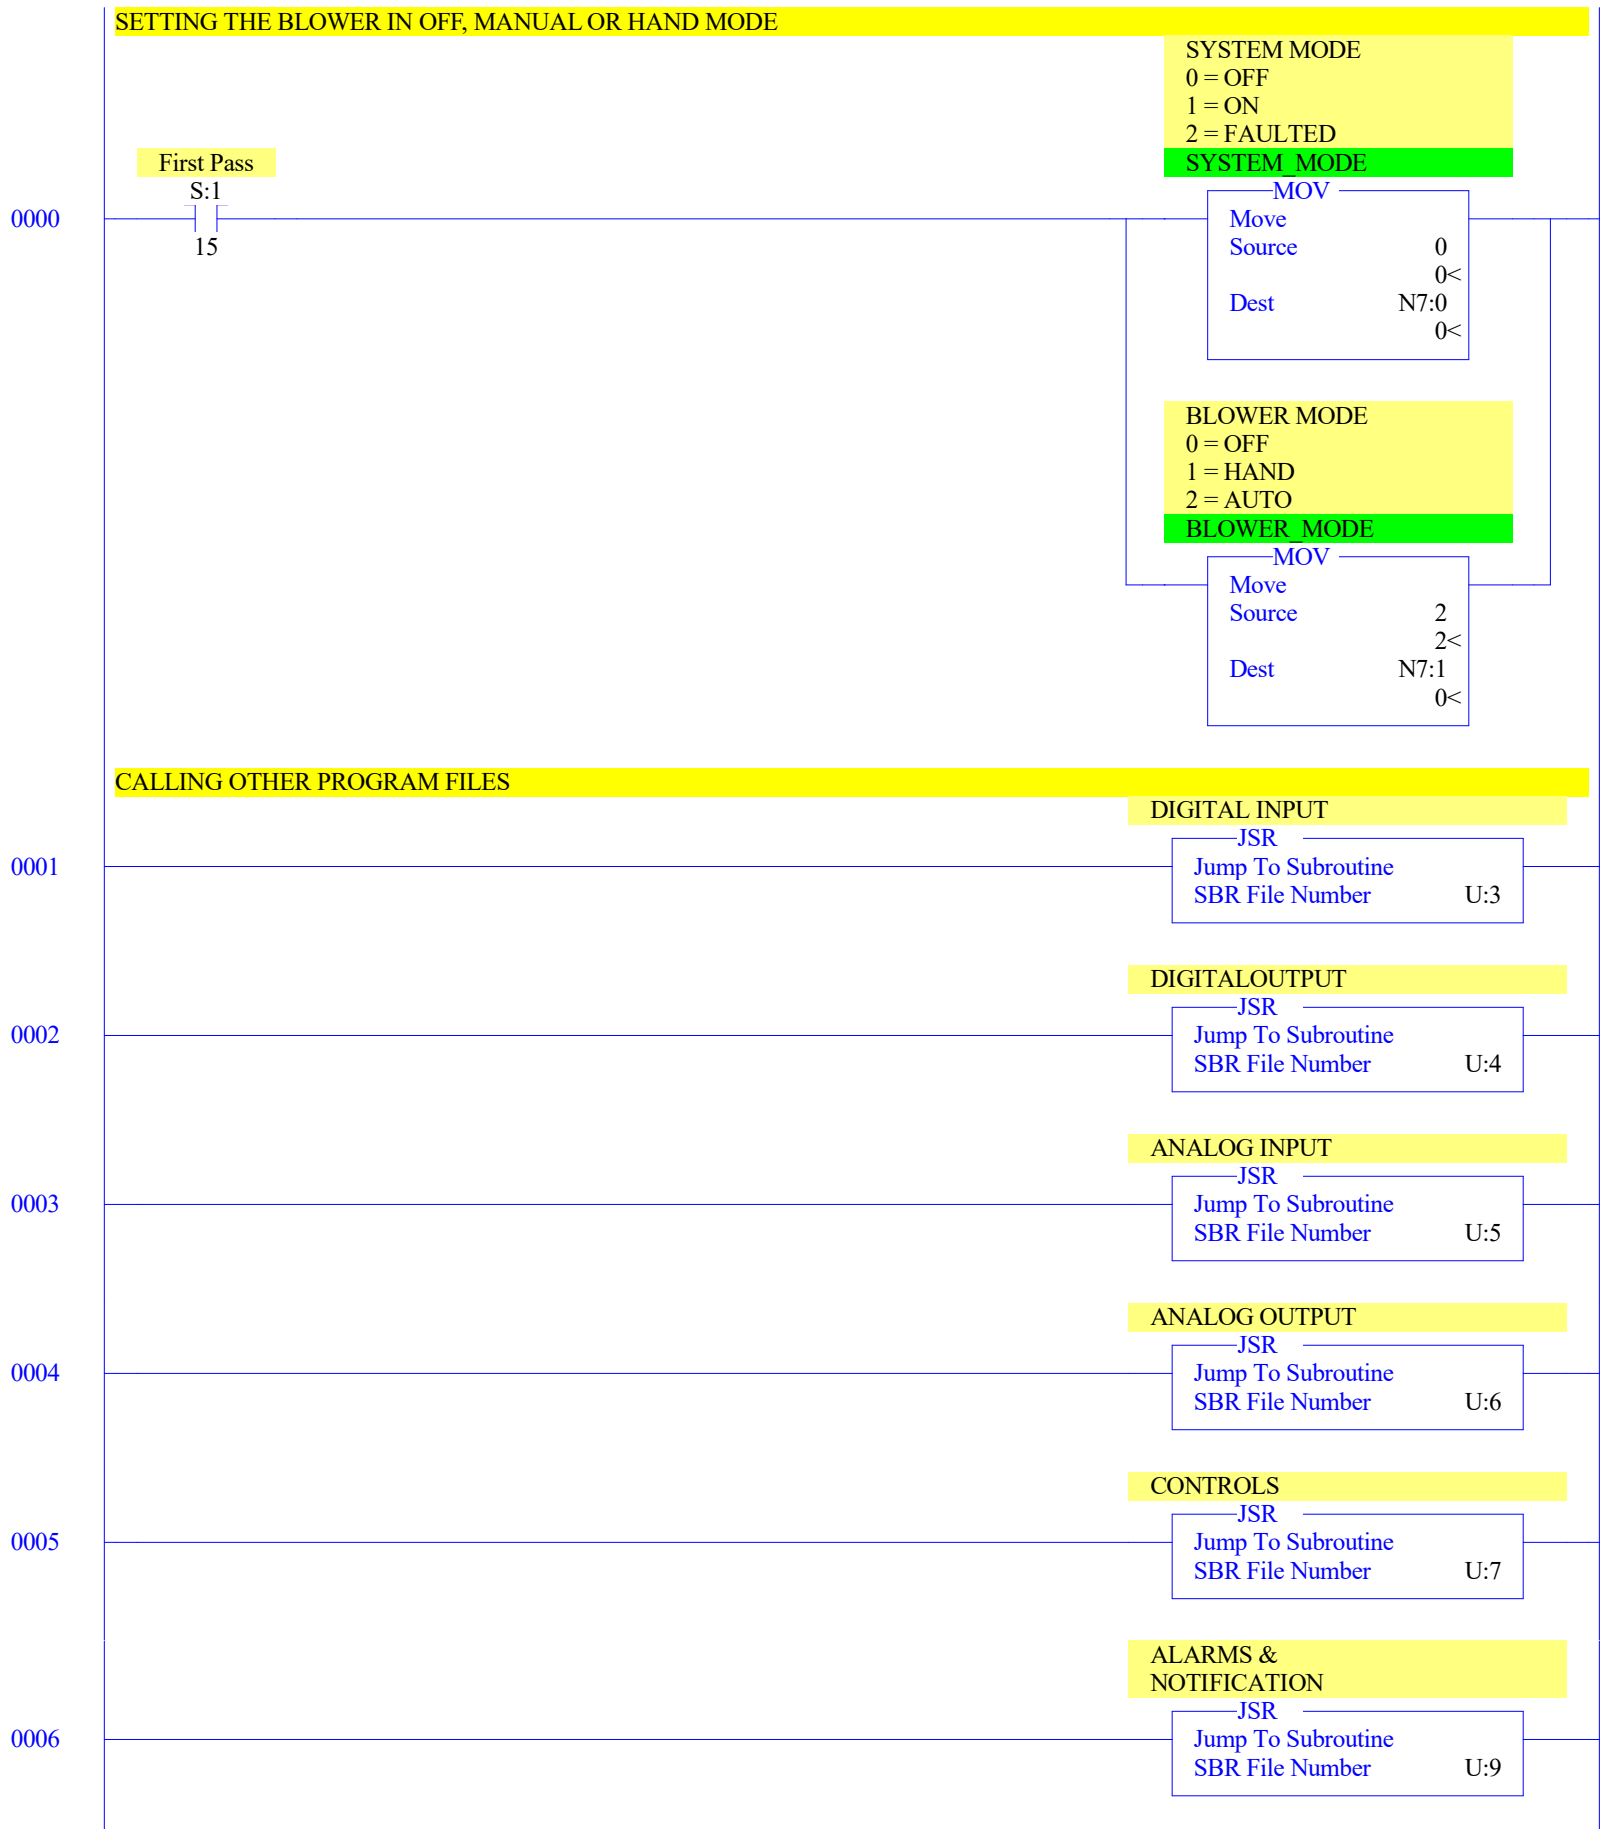 SETTING THE BLOWER IN OFF, MANUAL OR HAND MODE
SYSTEM MODE
0 = OFF
1 = ON
2 = FAULTED
First Pass
SYSTEM_MODE
S:1
MOV
0000
Move
15
Source 0
0<
Dest N7:0
0<
BLOWER MODE
0 = OFF
1 = HAND
2 = AUTO
BLOWER_MODE
MOV
Move
Source 2
2<
Dest N7:1
0<
CALLING OTHER PROGRAM FILES
DIGITAL INPUT
JSR
0001
Jump To Subroutine
SBR File Number U:3
DIGITALOUTPUT
JSR
0002
Jump To Subroutine
SBR File Number U:4
ANALOG INPUT
JSR
0003
Jump To Subroutine
SBR File Number U:5
ANALOG OUTPUT
JSR
0004
Jump To Subroutine
SBR File Number U:6
CONTROLS
JSR
0005
Jump To Subroutine
SBR File Number U:7
ALARMS &
NOTIFICATION
JSR
0006
Jump To Subroutine
SBR File Number U:9